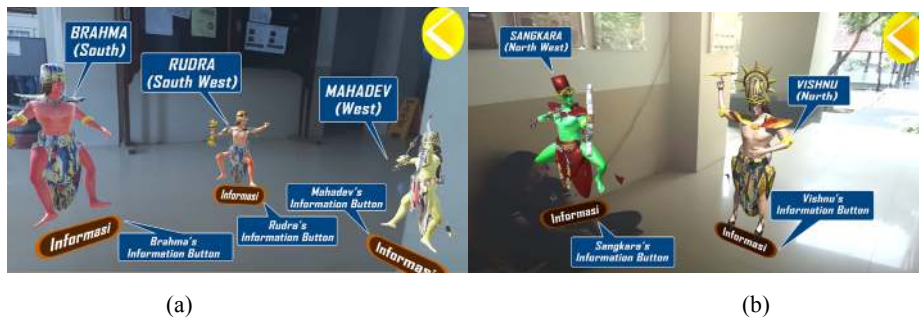 BRAHMA
(South)
RUDRA
(South West)
MAHADEV
(West)
Informasi
Mahadev's
Information Button
Informasi
Brahma's
Information Button
Rudra's
Information Button
Informasi
SANGKARA
(North West)
VISHNU
(North)
Informasi
Sangkara's
Information Button
Vishnu's
Information Button
Informasi
(a)
(b)